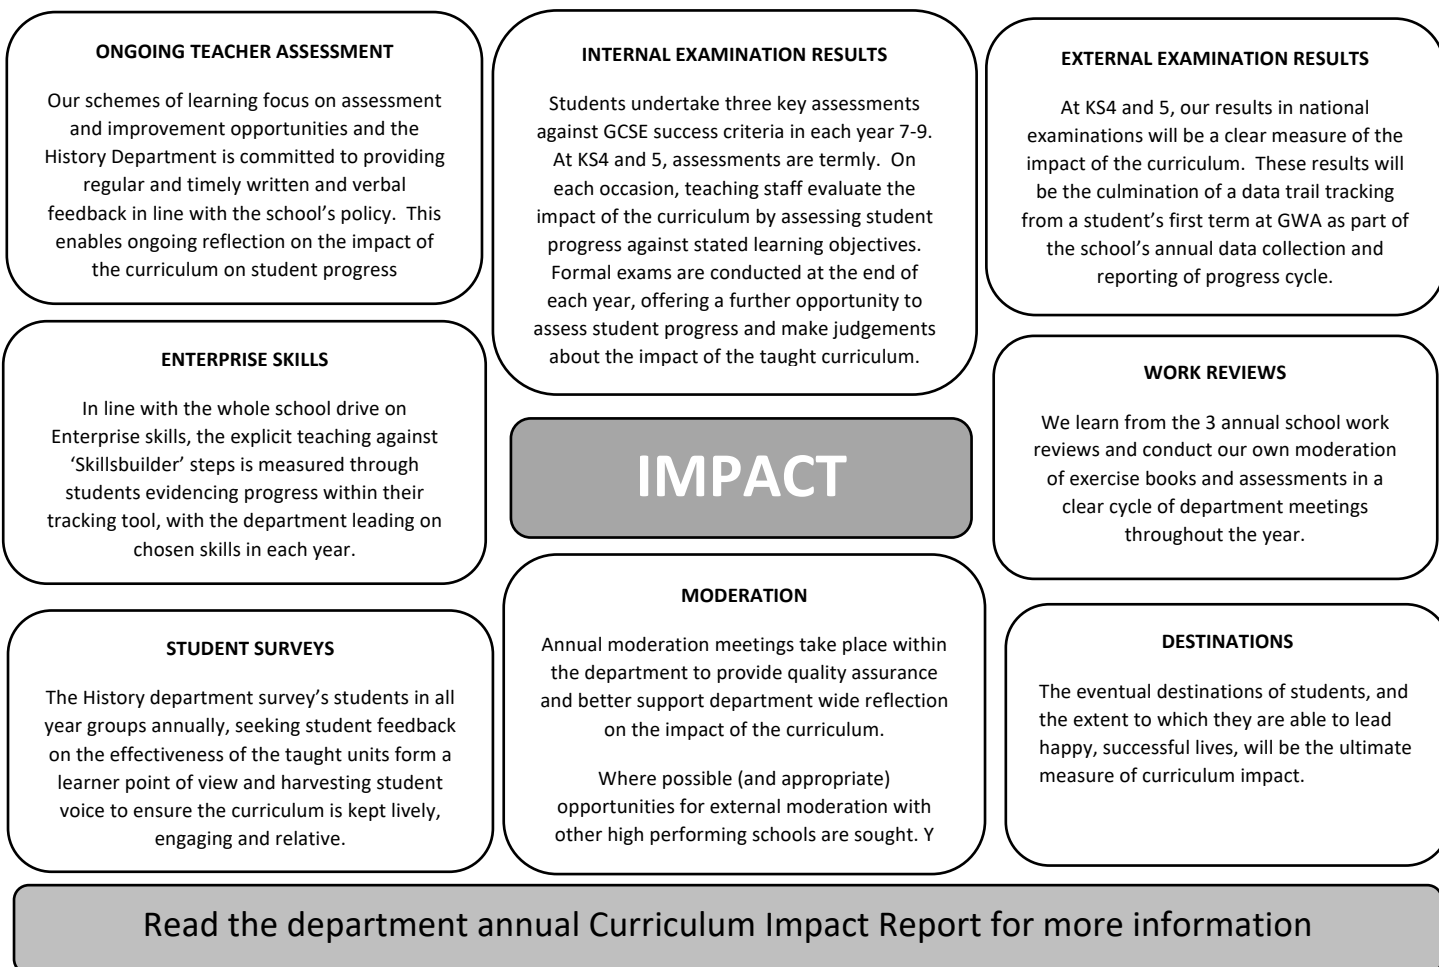 ONGOING TEACHER ASSESSMENT
Our schemes of learning focus on assessment
and improvement opportunities and the
History Department is committed to providing
regular and timely written and verbal
feedback in line with the school’s policy.  This
enables ongoing reflection on the impact of
the curriculum on student progress
INTERNAL EXAMINATION RESULTS
Students undertake three key assessments
against GCSE success criteria in each year 7-9.
At KS4 and 5, assessments are termly.  On
each occasion, teaching staff evaluate the
impact of the curriculum by assessing student
progress against stated learning objectives.
Formal exams are conducted at the end of
each year, offering a further opportunity to
assess student progress and make judgements
about the impact of the taught curriculum.
EXTERNAL EXAMINATION RESULTS
At KS4 and 5, our results in national
examinations will be a clear measure of the
impact of the curriculum.  These results will
be the culmination of a data trail tracking
from a student’s first term at GWA as part of
the school’s annual data collection and
reporting of progress cycle.
ENTERPRISE SKILLS
In line with the whole school drive on
Enterprise skills, the explicit teaching against
‘Skillsbuilder’ steps is measured through
students evidencing progress within their
tracking tool, with the department leading on
chosen skills in each year.
IMPACT
WORK REVIEWS
We learn from the 3 annual school work
reviews and conduct our own moderation
of exercise books and assessments in a
clear cycle of department meetings
throughout the year.
STUDENT SURVEYS
The History department survey’s students in all
year groups annually, seeking student feedback
on the effectiveness of the taught units form a
learner point of view and harvesting student
voice to ensure the curriculum is kept lively,
engaging and relative.
MODERATION
Annual moderation meetings take place within
the department to provide quality assurance
and better support department wide reflection
on the impact of the curriculum.
Where possible (and appropriate)
opportunities for external moderation with
other high performing schools are sought. Y
DESTINATIONS
The eventual destinations of students, and
the extent to which they are able to lead
happy, successful lives, will be the ultimate
measure of curriculum impact.
Read the department annual Curriculum Impact Report for more information